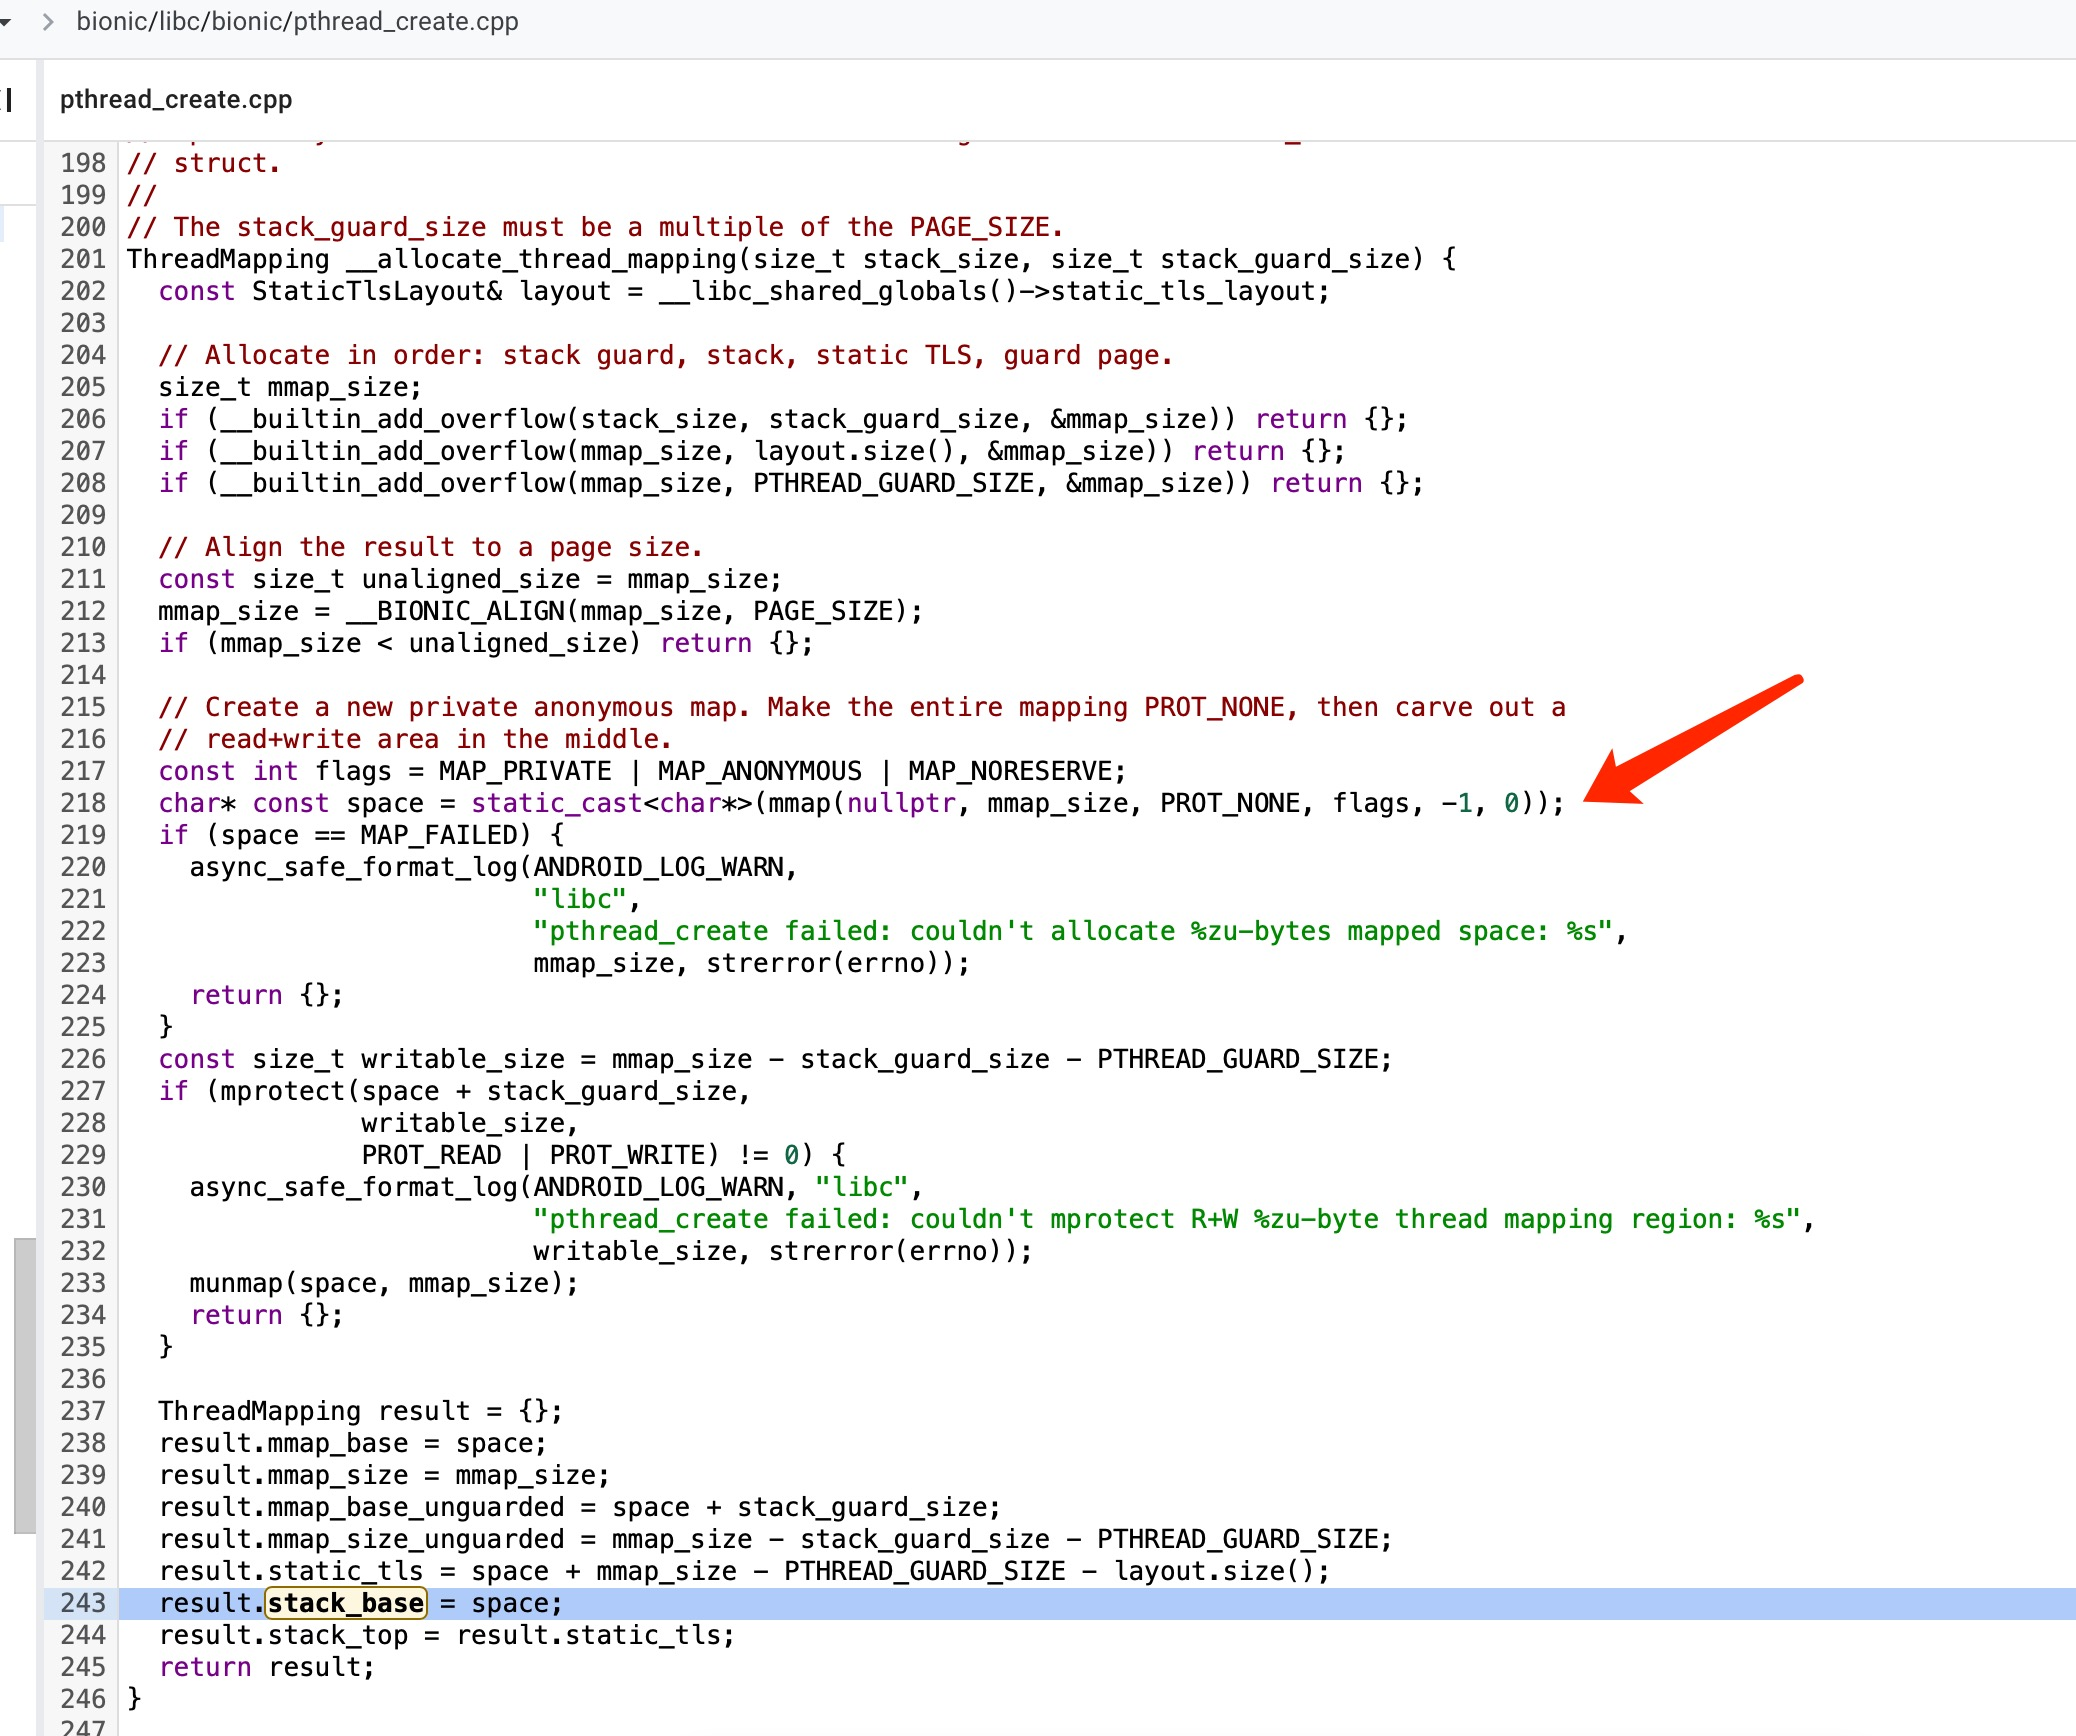 bionic/libc/bionic/pthread_create.cpp
pthread_create.cpp
198 // struct.
199 //
200 // The stack_guard_size must be a multiple of the PAGE_SIZE.
201 ThreadMapping __allocate_thread_mapping(size_t stack_size, size_t stack_guard_size) {
202   const StaticTlsLayout& layout = __libc_shared_globals()->static_tls_layout;
203
204   // Allocate in order: stack guard, stack, static TLS, guard page.
205   size_t mmap_size;
206   if (__builtin_add_overflow(stack_size, stack_guard_size, &mmap_size)) return {};
207   if (__builtin_add_overflow(mmap_size, layout.size(), &mmap_size)) return {};
208   if (__builtin_add_overflow(mmap_size, PTHREAD_GUARD_SIZE, &mmap_size)) return {};
209
210   // Align the result to a page size.
211   const size_t unaligned_size = mmap_size;
212   mmap_size = __BIONIC_ALIGN(mmap_size, PAGE_SIZE);
213   if (mmap_size < unaligned_size) return {};
214
215   // Create a new private anonymous map. Make the entire mapping PROT_NONE, then carve out a
216   // read+write area in the middle.
217   const int flags = MAP_PRIVATE | MAP_ANONYMOUS | MAP_NORESERVE;
218   char* const space = static_cast<char*>(mmap(nullptr, mmap_size, PROT_NONE, flags, -1, 0));
219   if (space == MAP_FAILED) {
220     async_safe_format_log(ANDROID_LOG_WARN,
221                           "libc",
222                           "pthread_create failed: couldn't allocate %zu-bytes mapped space: %s",
223                           mmap_size, strerror(errno));
224     return {};
225   }
226   const size_t writable_size = mmap_size - stack_guard_size - PTHREAD_GUARD_SIZE;
227   if (mprotect(space + stack_guard_size,
228                writable_size,
229                PROT_READ | PROT_WRITE) != 0) {
230     async_safe_format_log(ANDROID_LOG_WARN, "libc",
231                           "pthread_create failed: couldn't mprotect R+W %zu-byte thread mapping region: %s",
232                           writable_size, strerror(errno));
233     munmap(space, mmap_size);
234     return {};
235   }
236
237   ThreadMapping result = {};
238   result.mmap_base = space;
239   result.mmap_size = mmap_size;
240   result.mmap_base_unguarded = space + stack_guard_size;
241   result.mmap_size_unguarded = mmap_size - stack_guard_size - PTHREAD_GUARD_SIZE;
242   result.static_tls = space + mmap_size - PTHREAD_GUARD_SIZE - layout.size();
243   result.stack_base = space;
244   result.stack_top = result.static_tls;
245   return result;
246 }
247